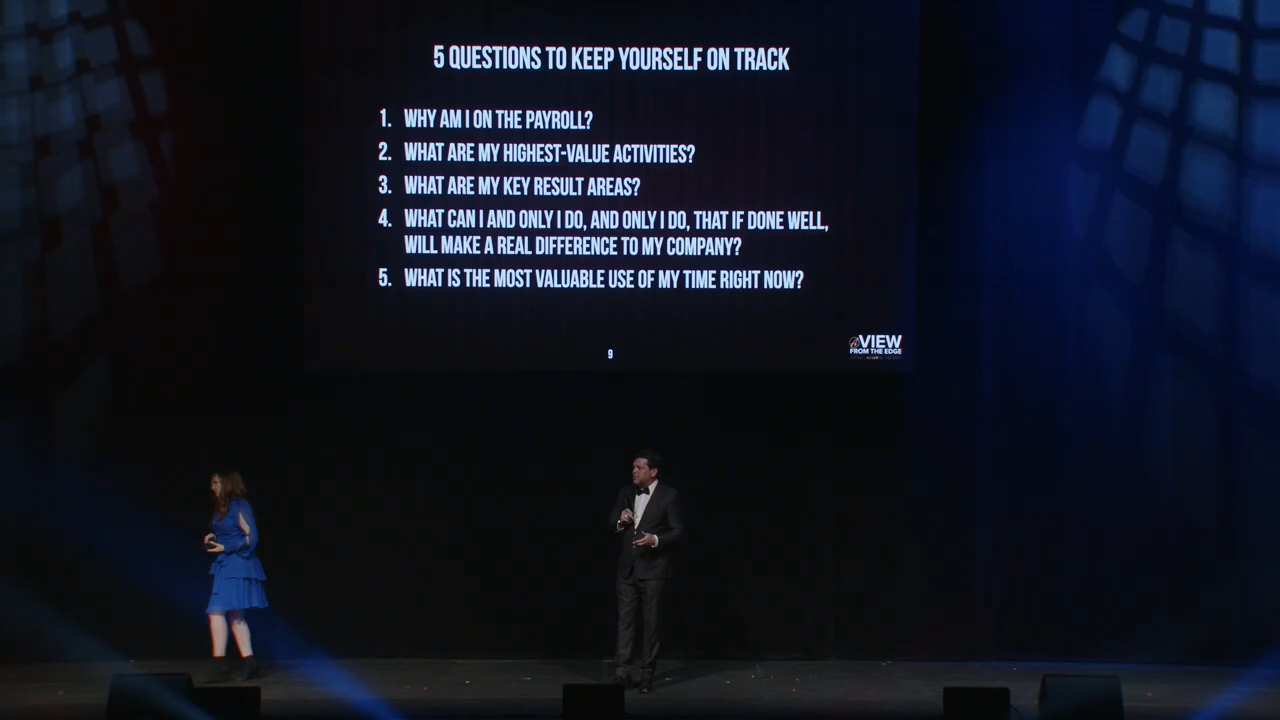 5 QUESTIONS TO KEEP YOURSELF ON TRACK
1. WHY AM I ON THE PAYROLL?
2. WHAT ARE MY HIGHEST-VALUE ACTIVITIES?
3. WHAT ARE MY KEY RESULT AREAS?
4. WHAT CAN I AND ONLY I DO, AND ONLY I DO, THAT IF DONE WELL,
WILL MAKE A REAL DIFFERENCE TO MY COMPANY?
5. WHAT IS THE MOST VALUABLE USE OF MY TIME RIGHT NOW?
9
A VIEW
FROM THE EDGE